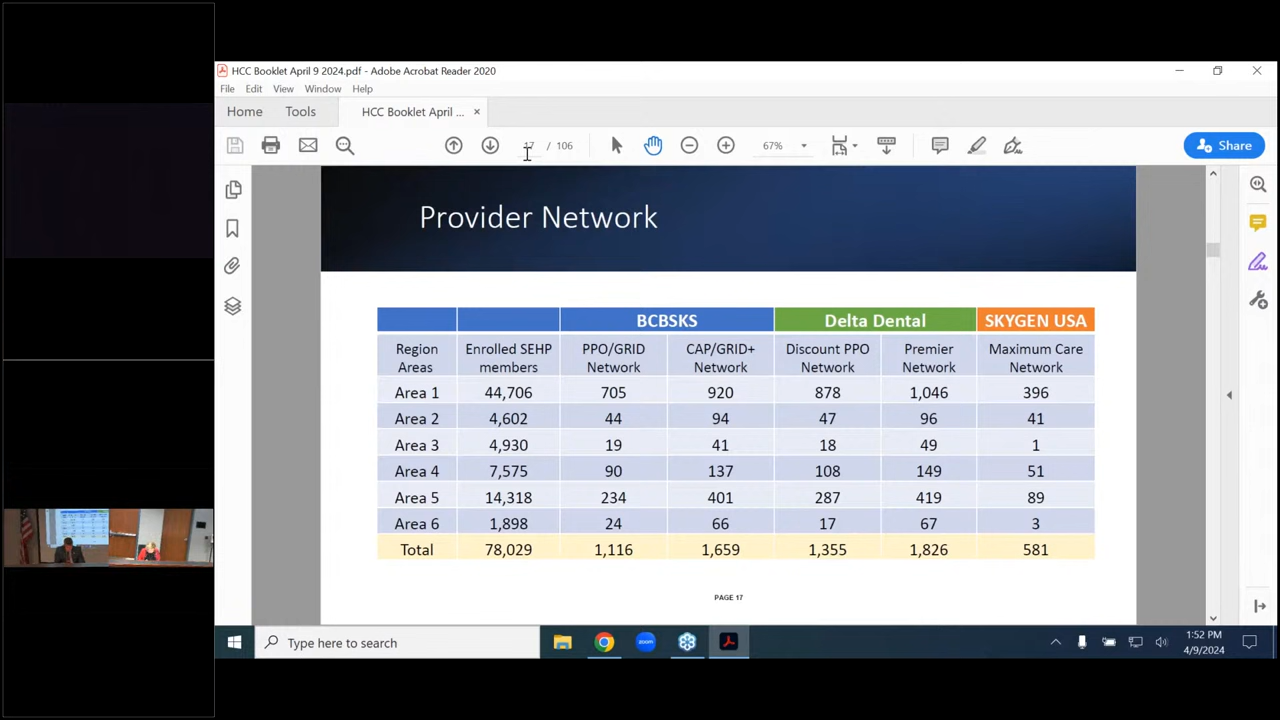 HCC Booklet April 9 2024.pdf - Adobe Acrobat Reader 2020
File Edit View Window Help
Home Tools HCC Booklet April ... ×
17 / 106 67% Share
Provider Network
BCBSKS Delta Dental SKYGEN USA
Region Areas Enrolled SEHP members PPO/GRID Network CAP/GRID+ Network Discount PPO Network Premier Network Maximum Care Network
Area 1 44,706 705 920 878 1,046 396
Area 2 4,602 44 94 47 96 41
Area 3 4,930 19 41 18 49 1
Area 4 7,575 90 137 108 149 51
Area 5 14,318 234 401 287 419 89
Area 6 1,898 24 66 17 67 3
Total 78,029 1,116 1,659 1,355 1,826 581
PAGE 17
Type here to search zoom 1:52 PM
4/9/2024